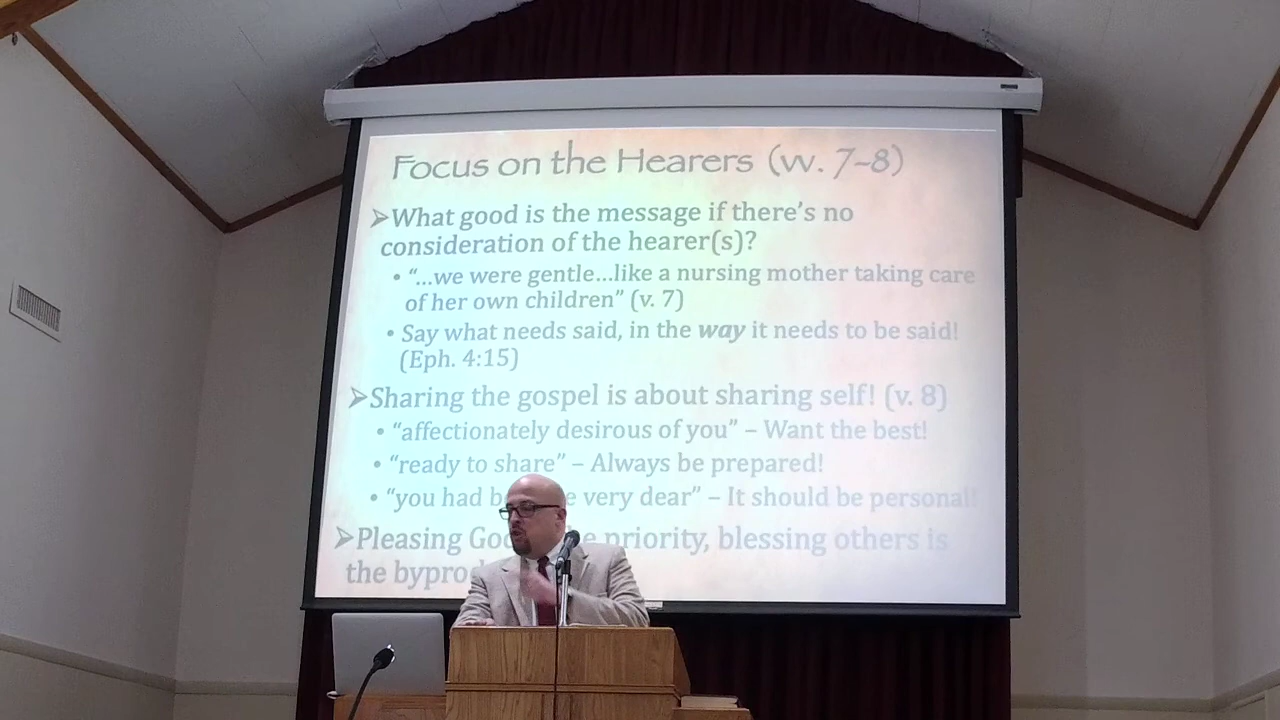 Focus on the Hearers (vv. 7-8)
➢What good is the message if there's no
consideration of the hearer(s)?
• "...we were gentle...like a nursing mother taking care
of her own children" (v. 7)
• Say what needs said, in the way it needs to be said!
(Eph. 4:15)
➢Sharing the gospel is about sharing self! (v. 8)
• "affectionately desirous of you" – Want the best!
• "ready to share" – Always be prepared!
• "you had very dear" – It should be personal!
➢Pleasing priority, blessing others is
the